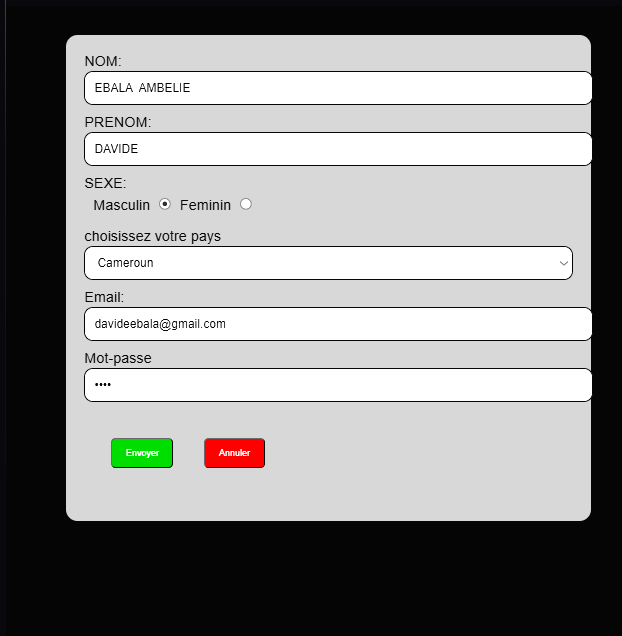 NOM:
EBALA  AMBELIE
PRENOM:
DAVIDE
SEXE:
Masculin Feminin
choisissez votre pays
Cameroun
Email:
davideebala@gmail.com
Mot-passe
••••
Envoyer Annuler